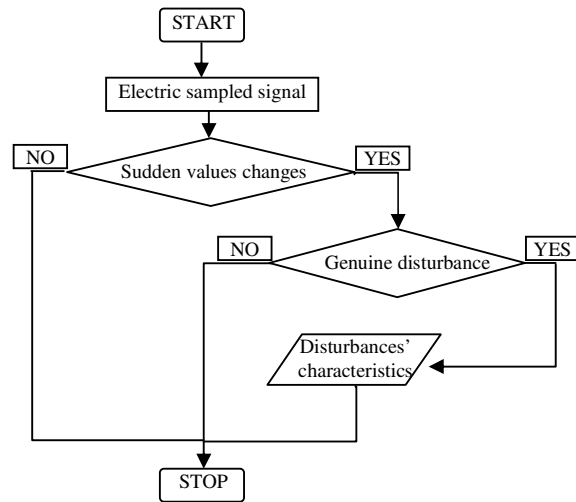 START
Electric sampled signal
NO
YES
Sudden values changes
NO
YES
Genuine disturbance
Disturbances'
characteristics
STOP